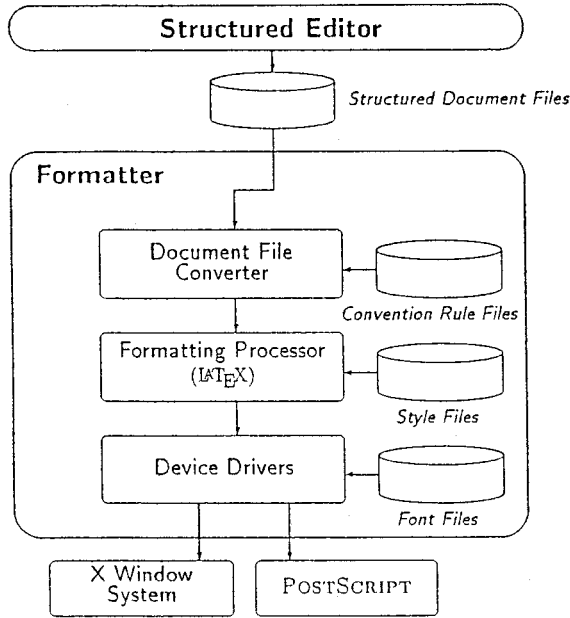 Structured Editor
Structured Document Files
Formatter
Document File
Converter
Convention Rule Files
Formatting Processor
(LATEX)
Style Files
Device Drivers
Font Files
X Window
System
POSTSCRIPT